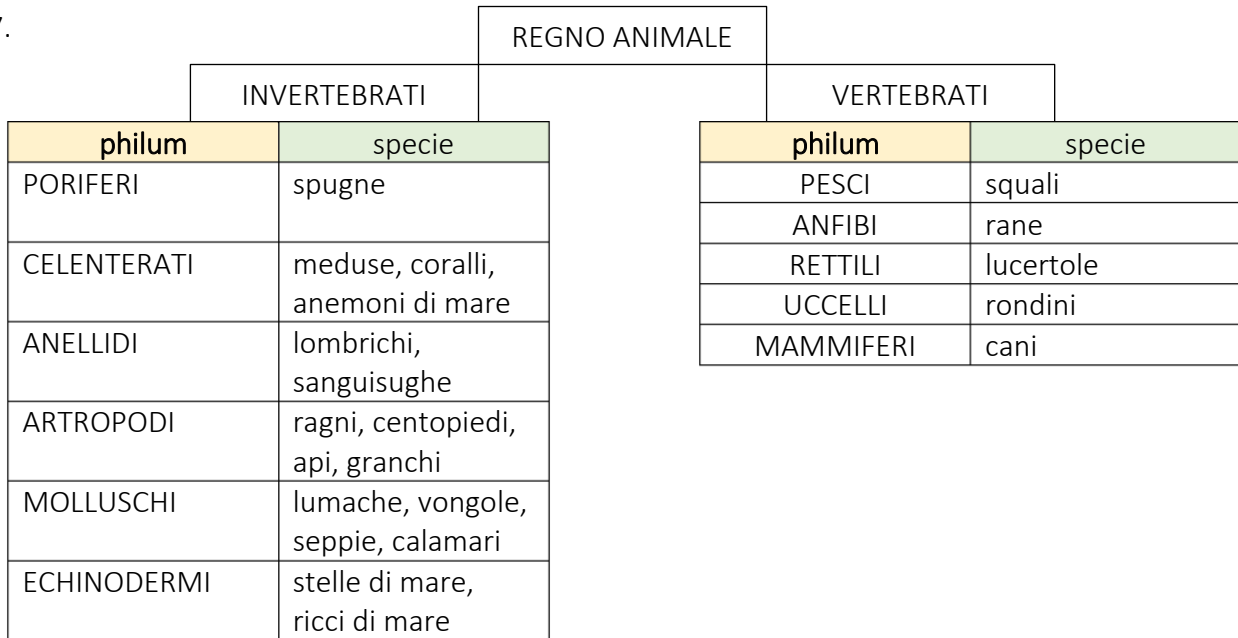 REGNO ANIMALE
INVERTEBRATI
philum specie
PORIFERI spugne
CELENTERATI meduse, coralli,
anemoni di mare
ANELLIDI lombrichi,
sanguisughe
ARTROPODI ragni, centopiedi,
api, granchi
MOLLUSCHI lumache, vongole,
seppie, calamari
ECHINODERMI stelle di mare,
ricci di mare
VERTEBRATI
philum specie
PESCI squali
ANFIBI rane
RETTILI lucertole
UCCELLI rondini
MAMMIFERI cani